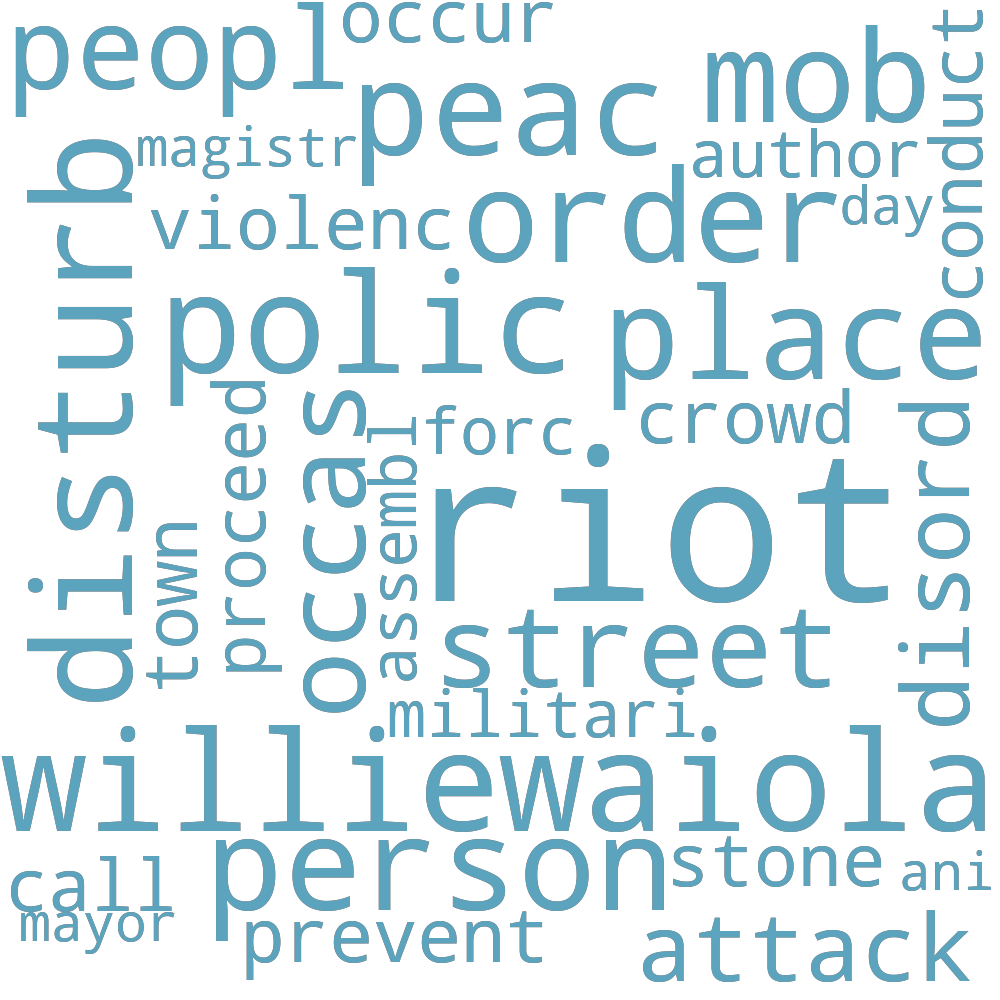 peopl
occur
conduct
peac
mob
magistr
author
disturb
violenc
order
day
polic
place
proceed
occas
assembl
forc
crowd
disord
riot
town
street
militari
williewaiola
person
stone
call
ani
mayor
prevent
attack